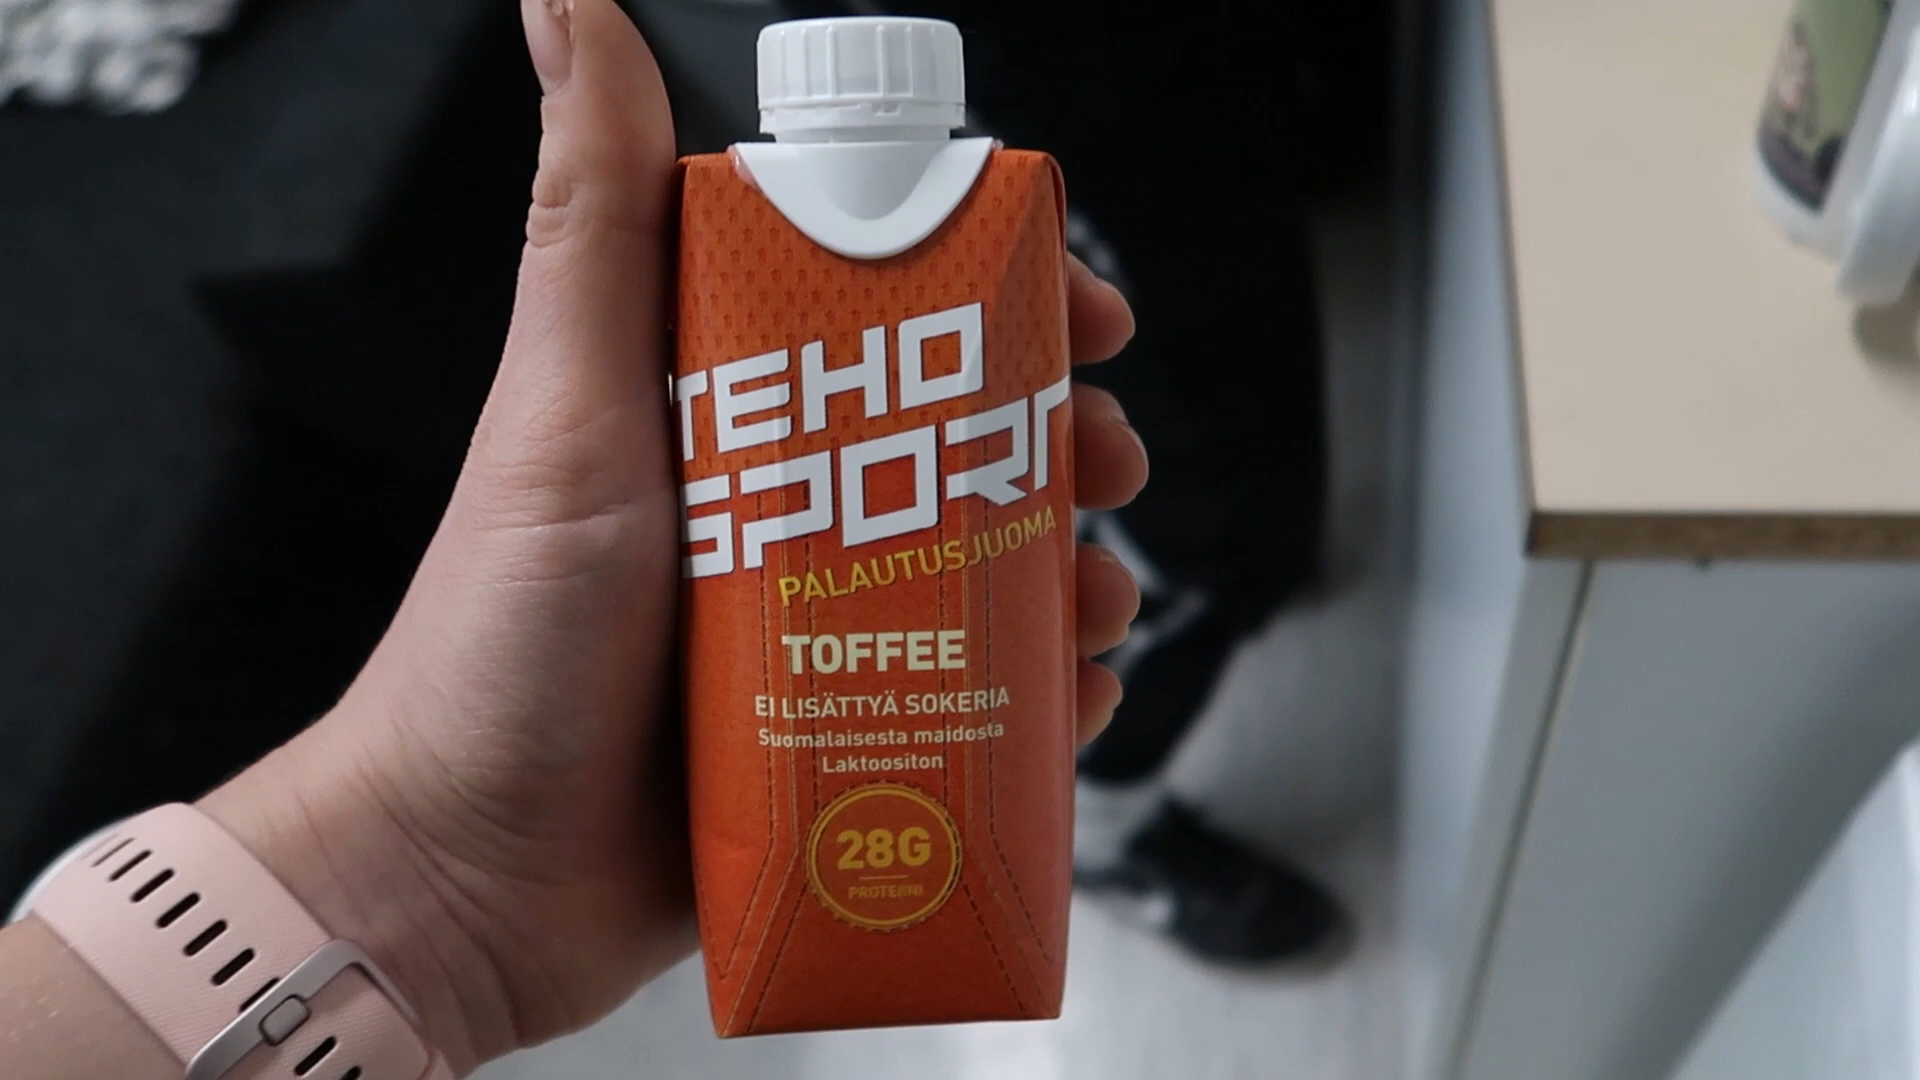 TEHO
SPORT
PALAUTUSJUOMA
TOFFEE
EI LISÄTTYÄ SOKERIA
Suomalaisesta maidosta
Laktoositon
28G
PROTEIINI